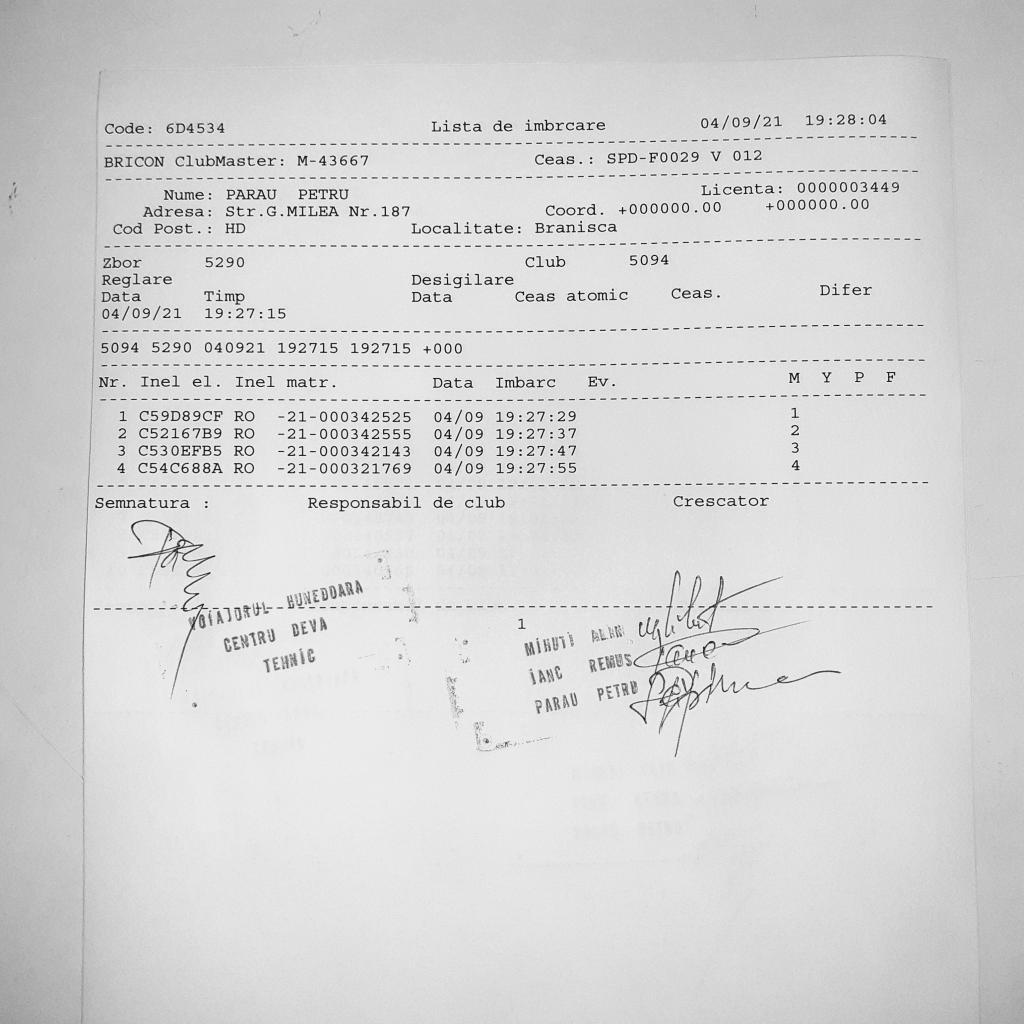 Code: 6D4534 Lista de imbrcare 04/09/21 19:28:04
BRICON ClubMaster: M-43667 Ceas.: SPD-F0029 V 012
Nume: PARAU PETRU Licenta: 0000003449
Adresa: Str.G.MILEA Nr.187 Coord. +000000.00 +000000.00
Cod Post.: HD Localitate: Branisca
Zbor 5290 Club 5094
Reglare Desigilare
Data Timp Data Ceas atomic Ceas. Difer
04/09/21 19:27:15
5094 5290 040921 192715 192715 +000
Nr. Inel el. Inel matr. Data Imbarc Ev. M Y P F
1 C59D89CF RO -21-000342525 04/09 19:27:29 1
2 C52167B9 RO -21-000342555 04/09 19:27:37 2
3 C530EFB5 RO -21-000342143 04/09 19:27:47 3
4 C54C688A RO -21-000321769 04/09 19:27:55 4
Semnatura : Responsabil de club Crescator
VOIAJORUL HUNEDOARA
CENTRU DEVA
TEHNIC
1
MIHUTI ALIN
IANC REMUS
PARAU PETRU